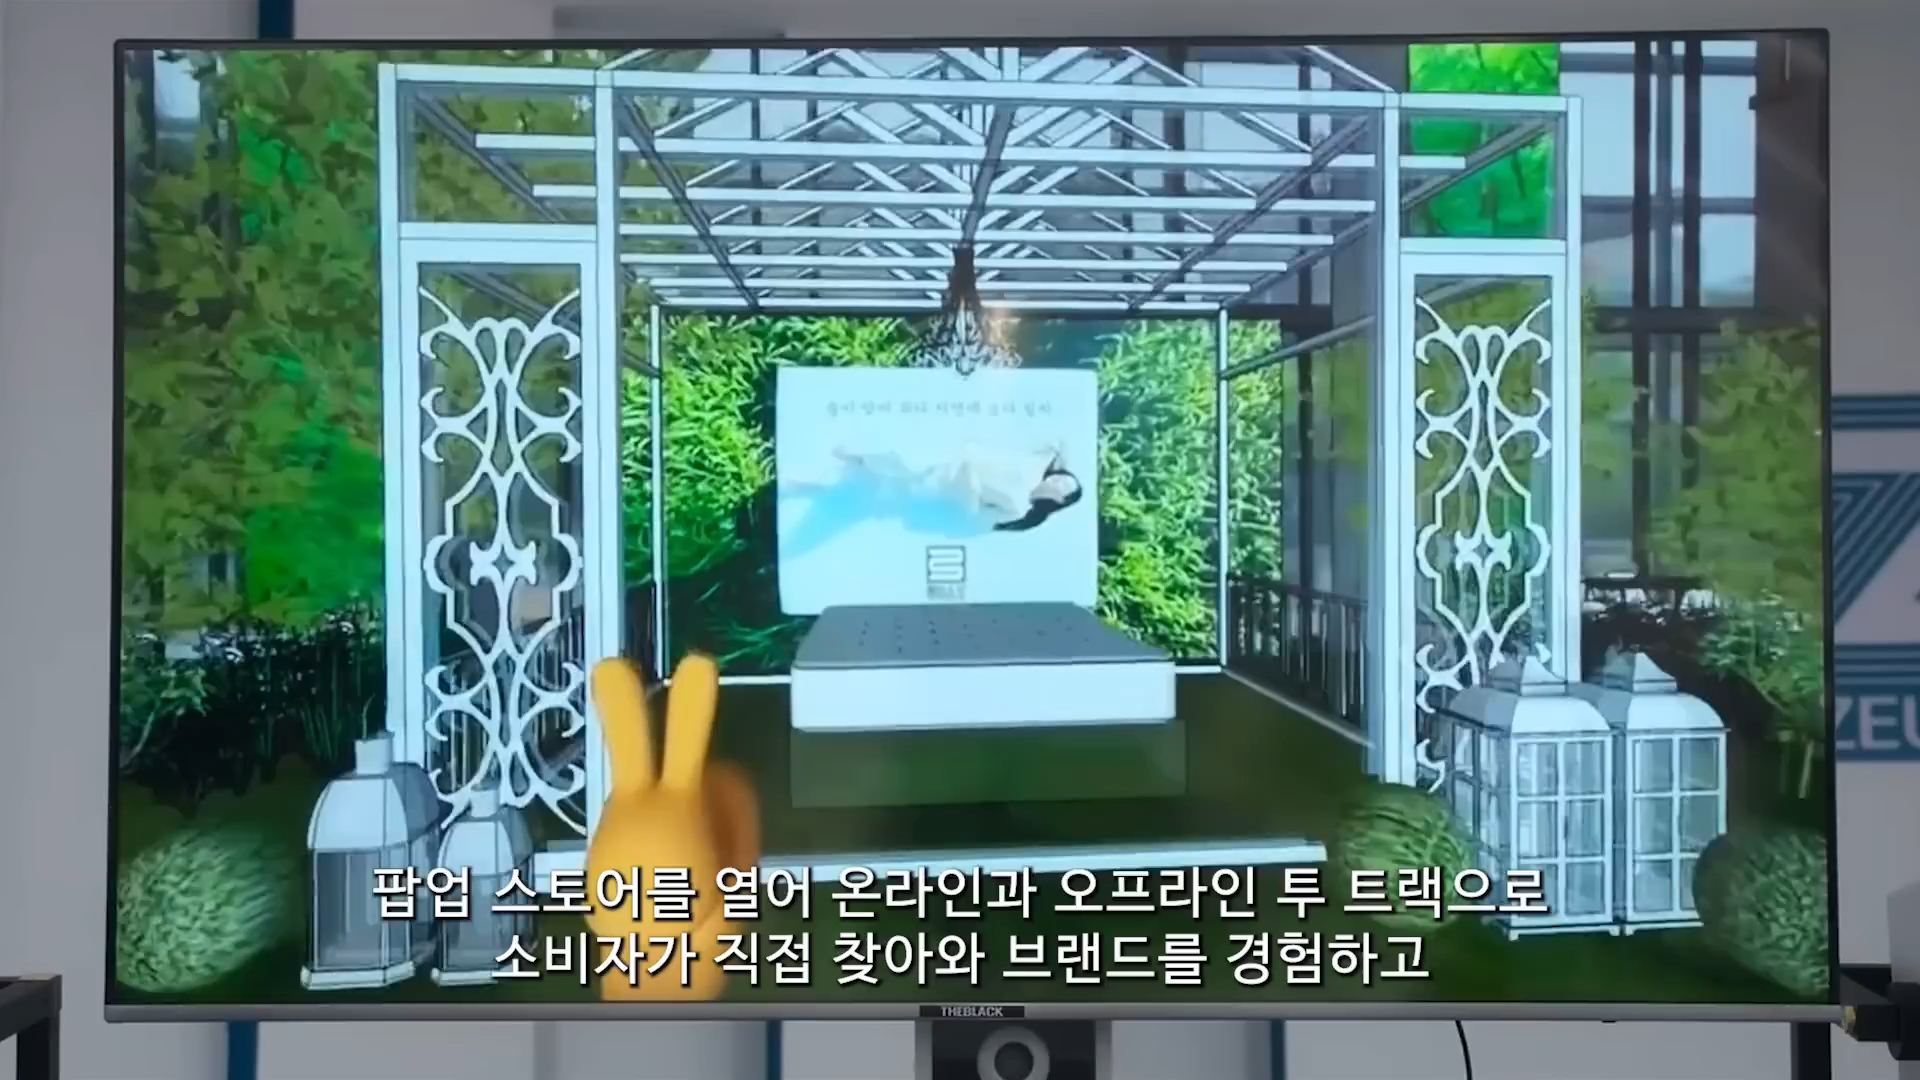 팝업 스토어를 열어 온라인과 오프라인 투 트랙으로
소비자가 직접 찾아와 브랜드를 경험하고
THEBLACK
ZEU